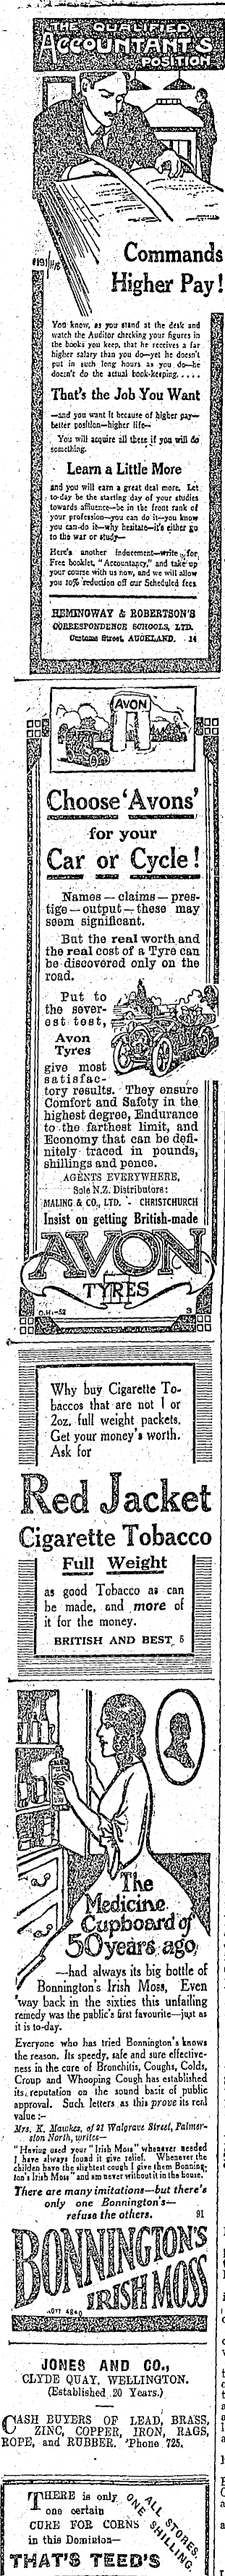 THE QUALIFIED
ACCOUNTANT'S
POSITION
Commands
Higher Pay!
You know, as you stand at the desk and
watch the Auditor checking your figures in
the books you keep, that he receives a far
higher salary than you do—yet he doesn't
put in such long hours as you do—he
doesn't do the actual book-keeping.....
That's the Job You Want
—and you want it because of higher pay—
better position—higher life—
You will acquire all these if you will do
something.
Learn a Little More
and you will earn a great deal more. Let
to-day be the starting day of your studies
towards affluence—be in the front rank of
your profession—you can do it—you know
you can do it—why hesitate—it's either go
to the war or study—
Here's another inducement—write for
Free booklet, "Accountancy," and take up
your course with us now, and we will allow
you 10% reduction off our Scheduled fees
HEMINGWAY & ROBERTSON'S
CORRESPONDENCE SCHOOLS, LTD.
Customs Street, AUCKLAND. 14
AVON
Choose 'Avons'
for your
Car or Cycle!
Names — claims — pres-
tige — output — these may
seem significant.
But the real worth and
the real cost of a Tyre can
be discovered only on the
road.
Put to
the sever-
est test,
Avon
Tyres
give most
satisfac-
tory results. They ensure
Comfort and Safety in the
highest degree, Endurance
to the farthest limit, and
Economy that can be defi-
nitely traced in pounds,
shillings and pence.
AGENTS EVERYWHERE,
Sole N.Z. Distributors:
MALING & CO., LTD. - CHRISTCHURCH
Insist on getting British-made
AVON
TYRES
O.H.-52 3
Why buy Cigarette To-
baccos that are not 1 or
2oz. full weight packets.
Get your money's worth.
Ask for
Red Jacket
Cigarette Tobacco
Full Weight
as good Tobacco as can
be made, and more of
it for the money.
BRITISH AND BEST 5
The
Medicine
Cupboard of
50 years ago,
—had always its big bottle of
Bonnington's Irish Moss, Even
'way back in the sixties this unfailing
remedy was the public's first favourite—just as
it is to-day.
Everyone who has tried Bonnington's knows
the reason. Its speedy, safe and sure effective-
ness in the care of Bronchitis, Coughs, Colds,
Croup and Whooping Cough has established
its reputation on the sound basis of public
approval. Such letters as this prove its real
value :—
Mrs. K. Hawkes, of 21 Walgrave Street, Palmer-
ston North, writes—
"Having used your "Irish Moss" whenever needed
I have always found it give relief. Whenever the
children have the slightest cough I give them Bonning-
ton's Irish Moss" and am never without it in the house.
There are many imitations—but there's
only one Bonnington's—
refuse the others. 91
BONNINGTON'S
IRISH MOSS
JONES AND CO.,
CLYDE QUAY, WELLINGTON.
(Established 20 Years.)
CASH BUYERS OF LEAD, BRASS,
ZINC, COPPER, IRON, RAGS,
ROPE, and RUBBER. 'Phone 725.
THERE is only
one certain
CURE FOR CORNS
in this Dominion—
THAT'S TEED'S
ALL STORES.
ONE SHILLING.